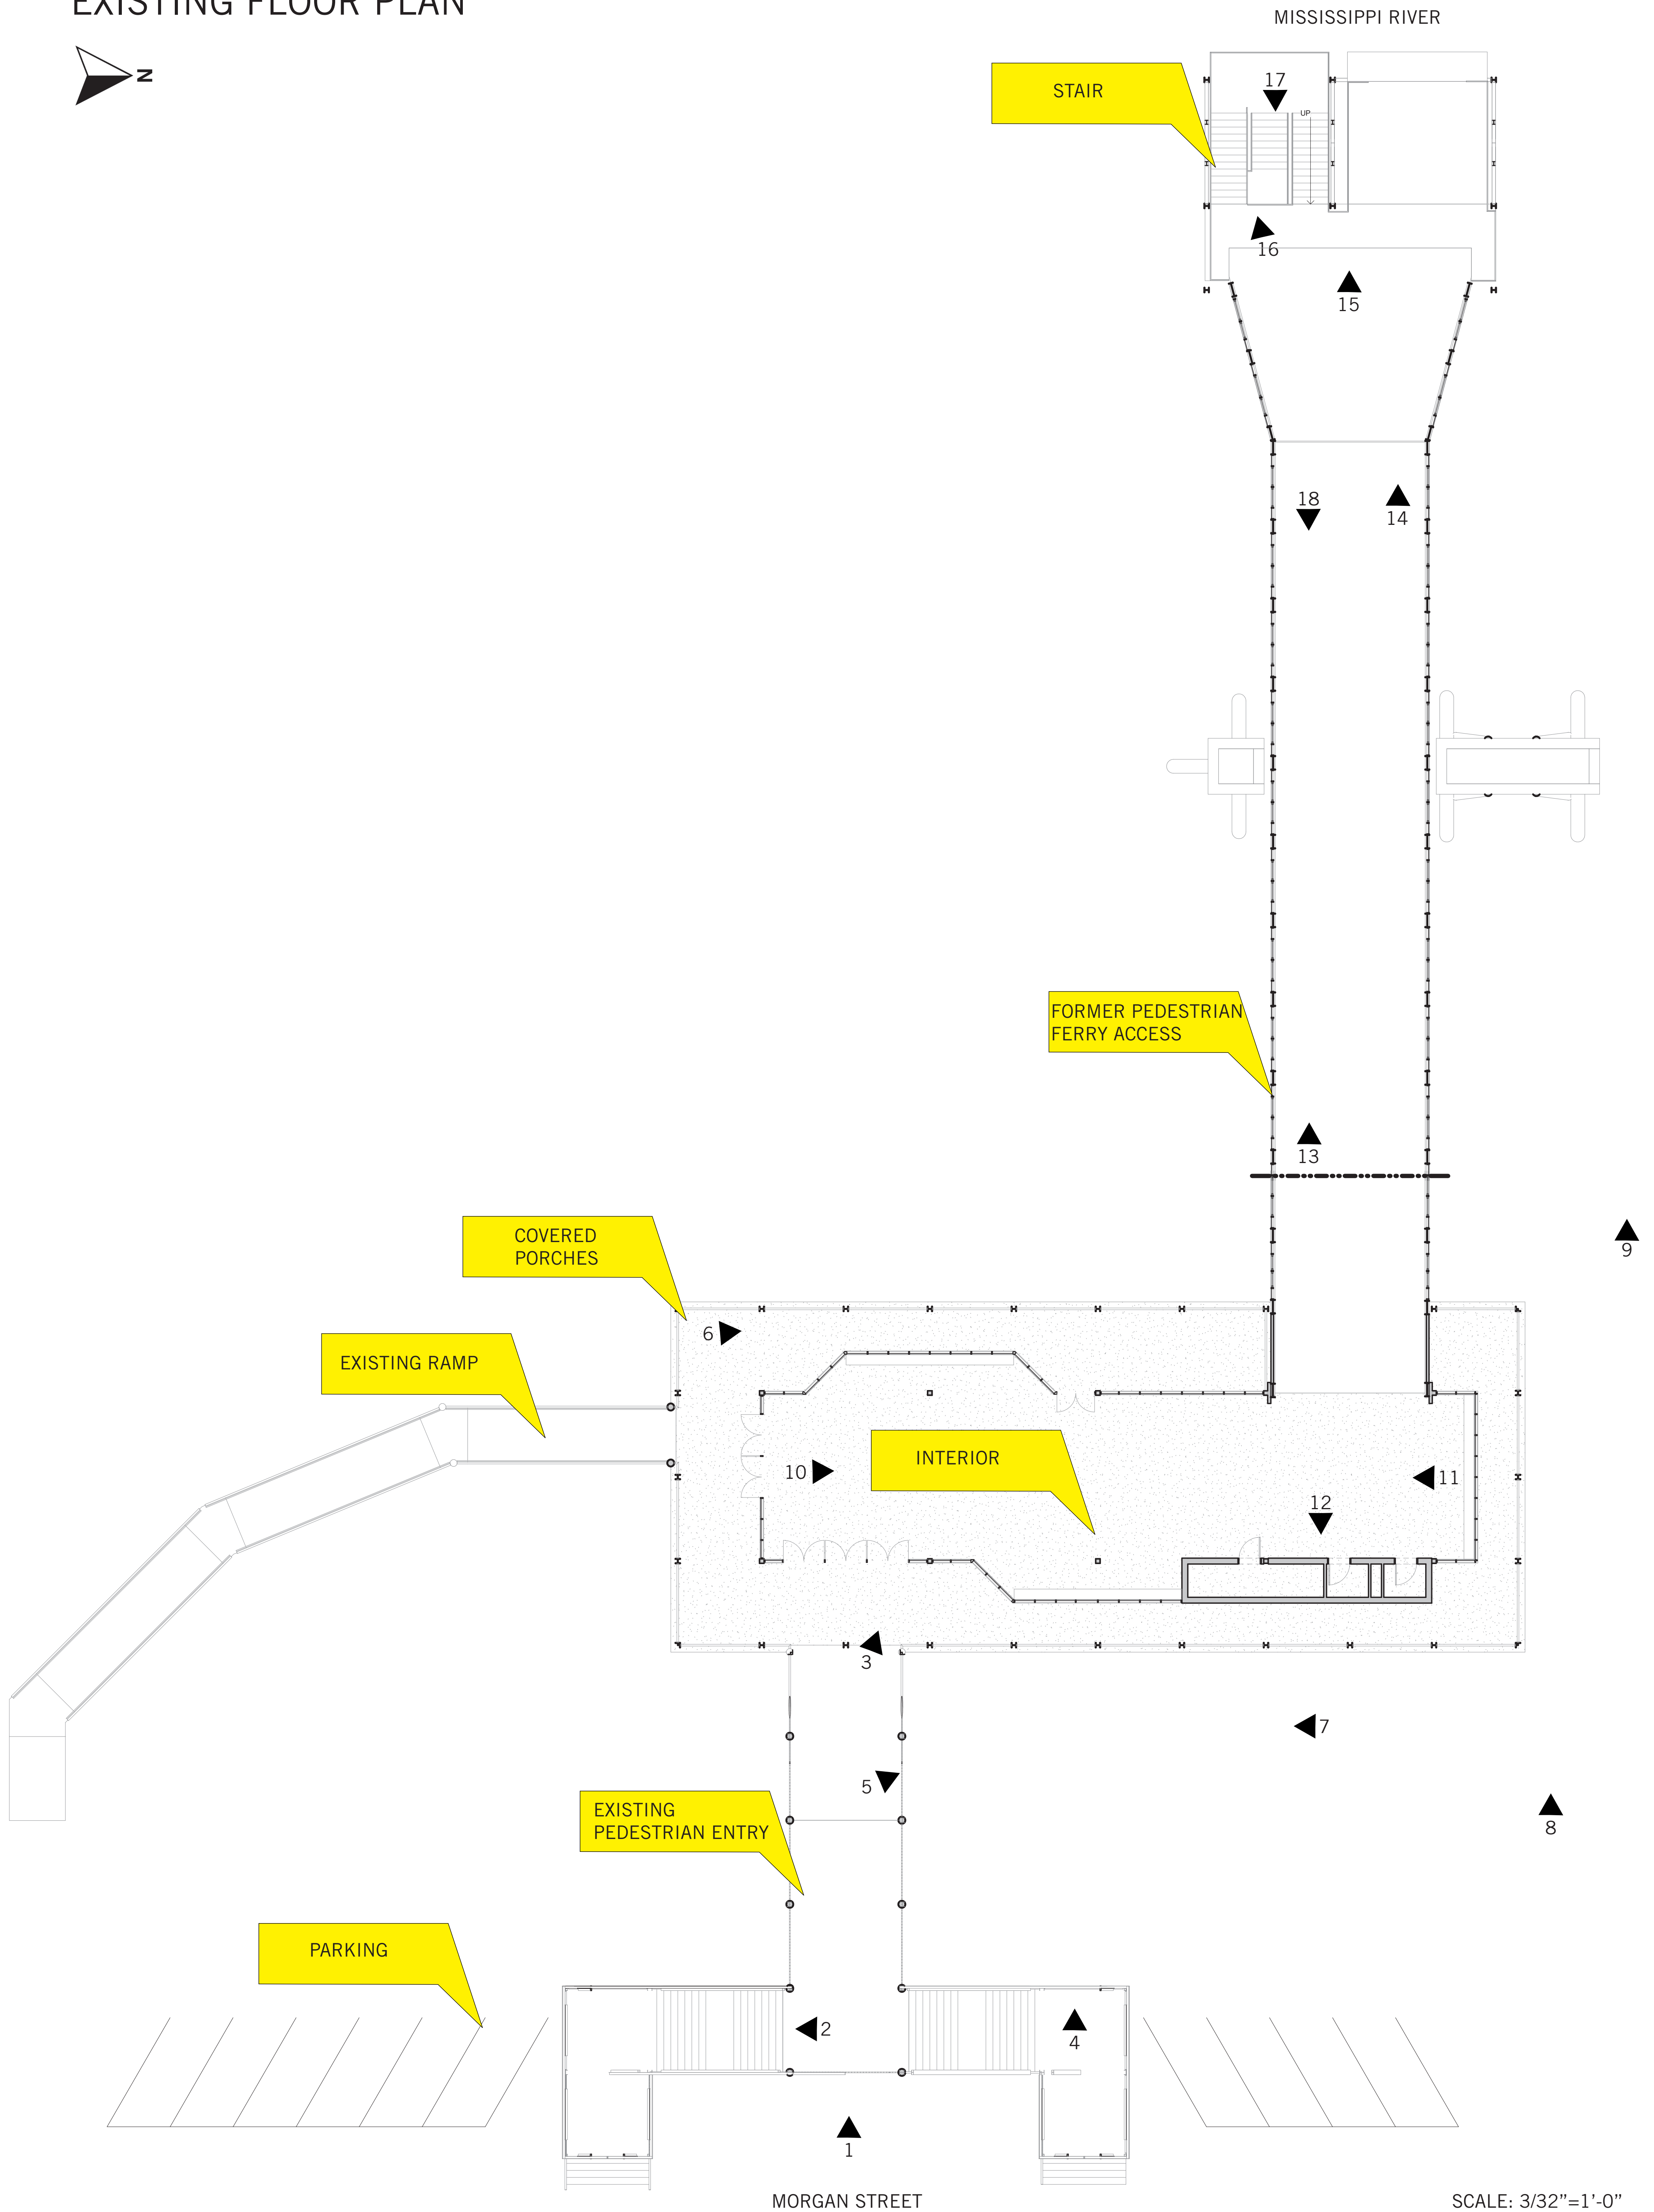 EXISTING FLOOR PLAN
MISSISSIPPI RIVER
N
STAIR
17
UP
16
15
18
14
FORMER PEDESTRIAN
FERRY ACCESS
13
9
COVERED
PORCHES
6
EXISTING RAMP
INTERIOR
10
11
12
3
7
5
EXISTING
PEDESTRIAN ENTRY
8
PARKING
2
4
1
MORGAN STREET
SCALE: 3/32”=1’-0”